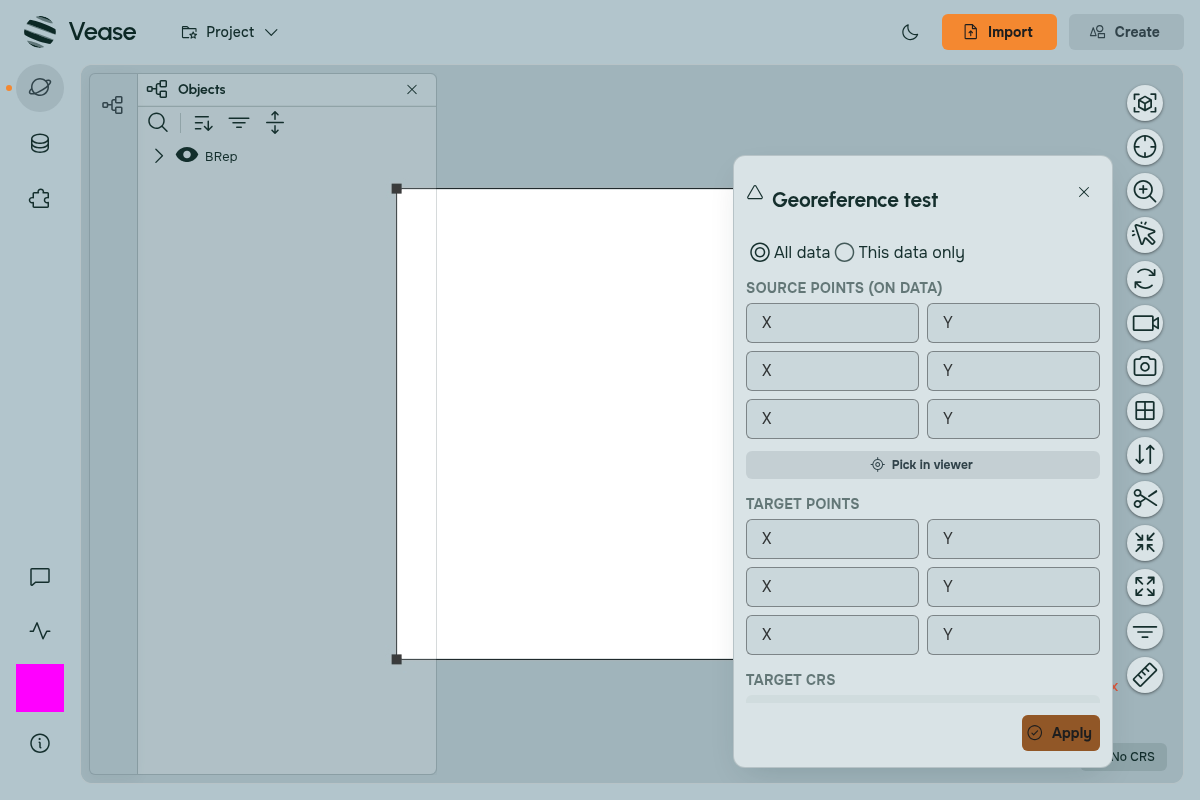 Vease
Project
Import
Create
Objects
BRep
Georeference test
All data
This data only
SOURCE POINTS (ON DATA)
X
Y
X
Y
X
Y
Pick in viewer
TARGET POINTS
X
Y
X
Y
X
Y
TARGET CRS
X
Apply
No CRS